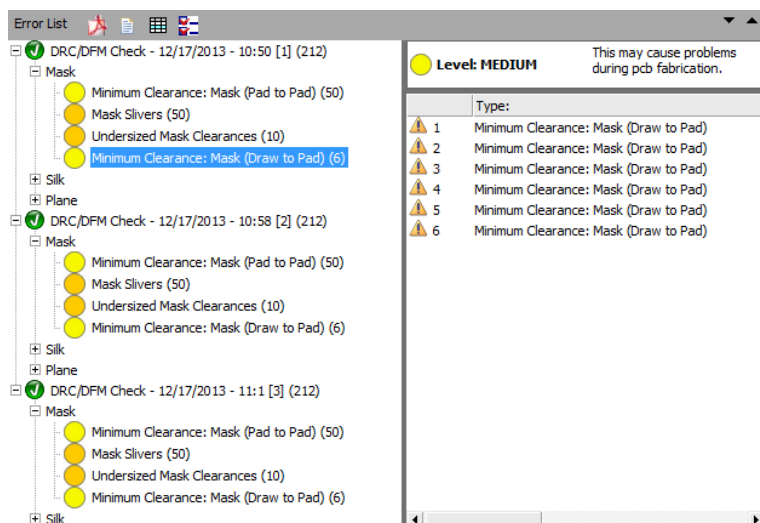 Error List
DRC/DFM Check - 12/17/2013 - 10:50 [1] (212)
Mask
Minimum Clearance: Mask (Pad to Pad) (50)
Mask Slivers (50)
Undersized Mask Clearances (10)
Minimum Clearance: Mask (Draw to Pad) (6)
Silk
Plane
DRC/DFM Check - 12/17/2013 - 10:58 [2] (212)
Mask
Minimum Clearance: Mask (Pad to Pad) (50)
Mask Slivers (50)
Undersized Mask Clearances (10)
Minimum Clearance: Mask (Draw to Pad) (6)
Silk
Plane
DRC/DFM Check - 12/17/2013 - 11:1 [3] (212)
Mask
Minimum Clearance: Mask (Pad to Pad) (50)
Mask Slivers (50)
Undersized Mask Clearances (10)
Minimum Clearance: Mask (Draw to Pad) (6)
Silk
Level: MEDIUM
This may cause problems
during pcb fabrication.
Type:
1 Minimum Clearance: Mask (Draw to Pad)
2 Minimum Clearance: Mask (Draw to Pad)
3 Minimum Clearance: Mask (Draw to Pad)
4 Minimum Clearance: Mask (Draw to Pad)
5 Minimum Clearance: Mask (Draw to Pad)
6 Minimum Clearance: Mask (Draw to Pad)